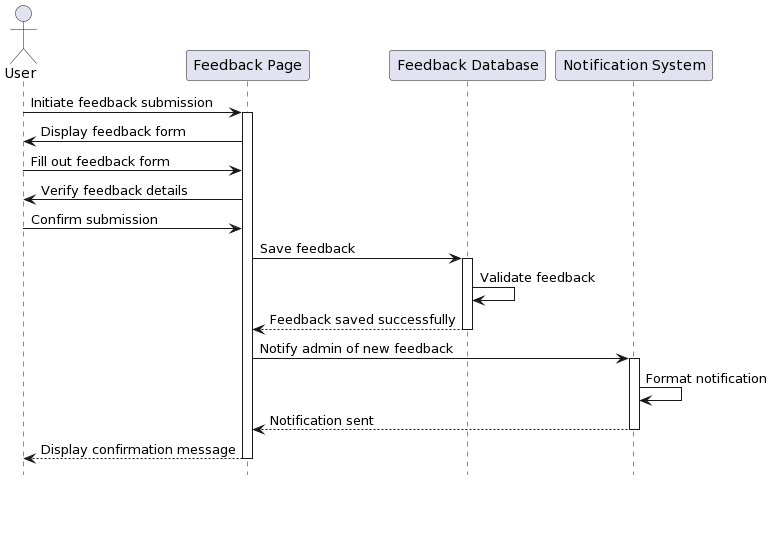 User
Feedback Page
Feedback Database
Notification System
Initiate feedback submission
Display feedback form
Fill out feedback form
Verify feedback details
Confirm submission
Save feedback
Validate feedback
Feedback saved successfully
Notify admin of new feedback
Format notification
Notification sent
Display confirmation message